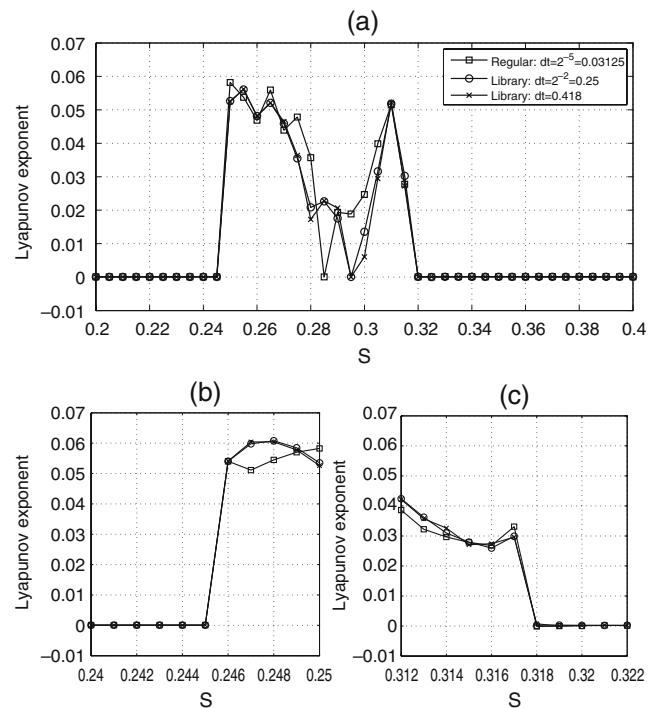 (a)
0.07
0.06
0.05
0.04
0.03
0.02
0.01
0
−0.01
Lyapunov exponent
Regular: dt=2⁻⁵=0.03125
Library: dt=2⁻²=0.25
Library: dt=0.418
0.2 0.22 0.24 0.26 0.28 0.3 0.32 0.34 0.36 0.38 0.4
S
(b)
0.07
0.06
0.05
0.04
0.03
0.02
0.01
0
−0.01
Lyapunov exponent
0.24 0.242 0.244 0.246 0.248 0.25
S
(c)
0.07
0.06
0.05
0.04
0.03
0.02
0.01
0
−0.01
Lyapunov exponent
0.312 0.314 0.316 0.318 0.32 0.322
S